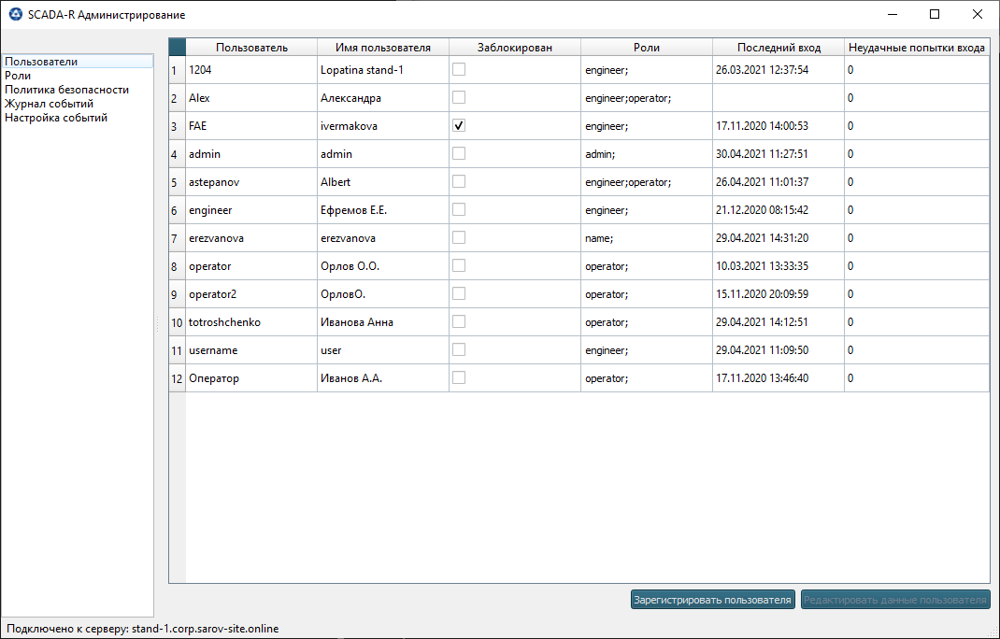 SCADA-R Администрирование
Пользователи
Роли
Политика безопасности
Журнал событий
Настройка событий
Пользователь Имя пользователя Заблокирован Роли Последний вход Неудачные попытки входа
1 1204 Lopatina stand-1 engineer; 26.03.2021 12:37:54 0
2 Alex Александра engineer;operator; 0
3 FAE ivermakova engineer; 17.11.2020 14:00:53 0
4 admin admin admin; 30.04.2021 11:27:51 0
5 astepanov Albert engineer;operator; 26.04.2021 11:01:37 0
6 engineer Ефремов Е.Е. engineer; 21.12.2020 08:15:42 0
7 erezvanova erezvanova name; 29.04.2021 14:31:20 0
8 operator Орлов О.О. operator; 10.03.2021 13:33:35 0
9 operator2 ОрловО. operator; 15.11.2020 20:09:59 0
10 totroshchenko Иванова Анна operator; 29.04.2021 14:12:51 0
11 username user engineer; 29.04.2021 11:09:50 0
12 Оператор Иванов А.А. operator; 17.11.2020 13:46:40 0
Зарегистрировать пользователя Редактировать данные пользователя
Подключено к серверу: stand-1.corp.sarov-site.online